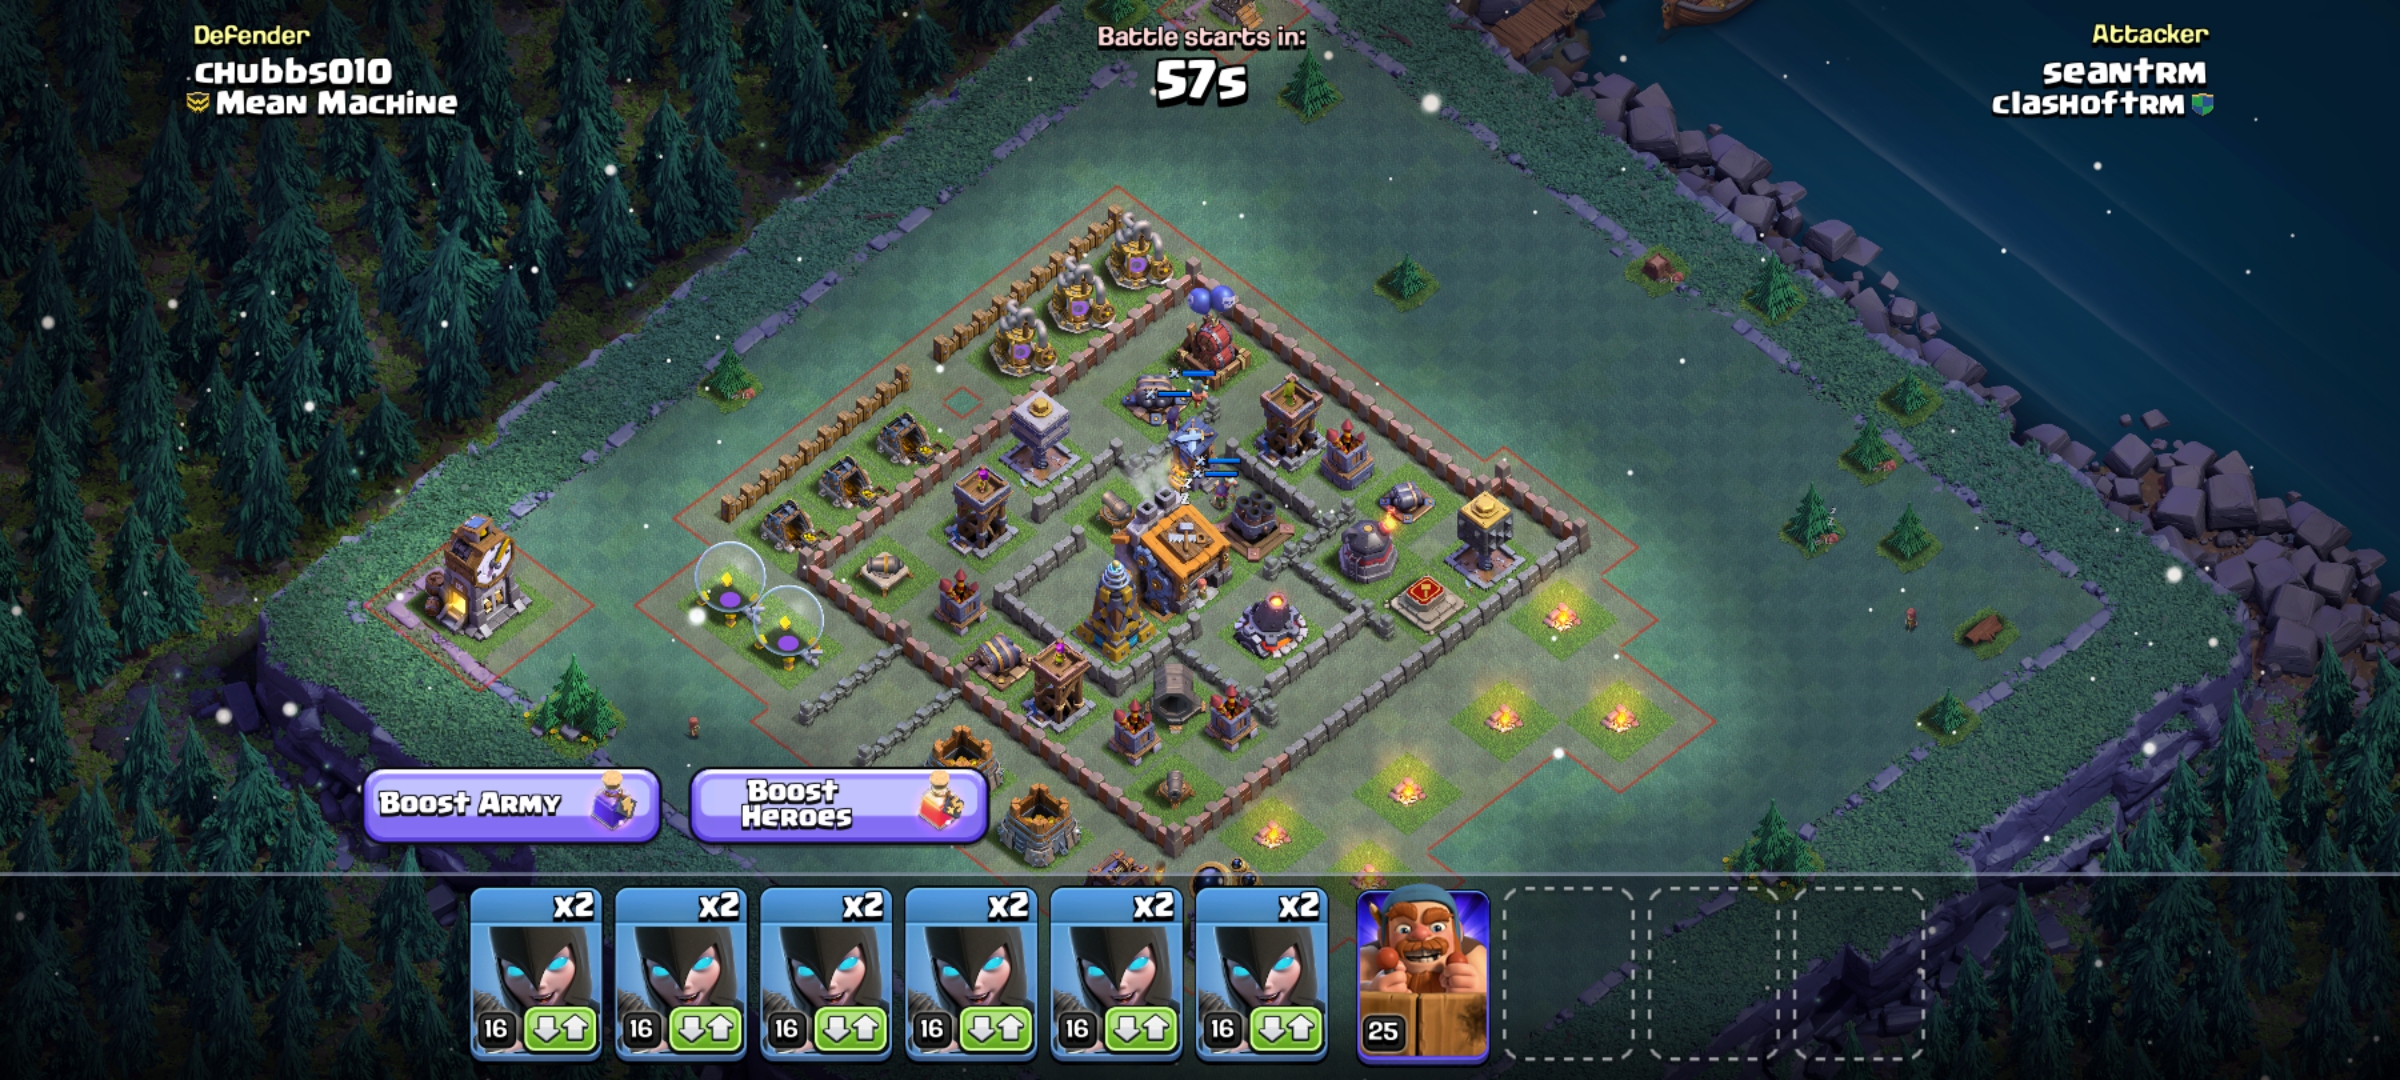 Defender
chubbs010
Mean Machine
Battle starts in:
57s
Attacker
seantrm
clashoftrm
Boost Army
Boost Heroes
x2
x2
x2
x2
x2
x2
16
16
16
16
16
16
25